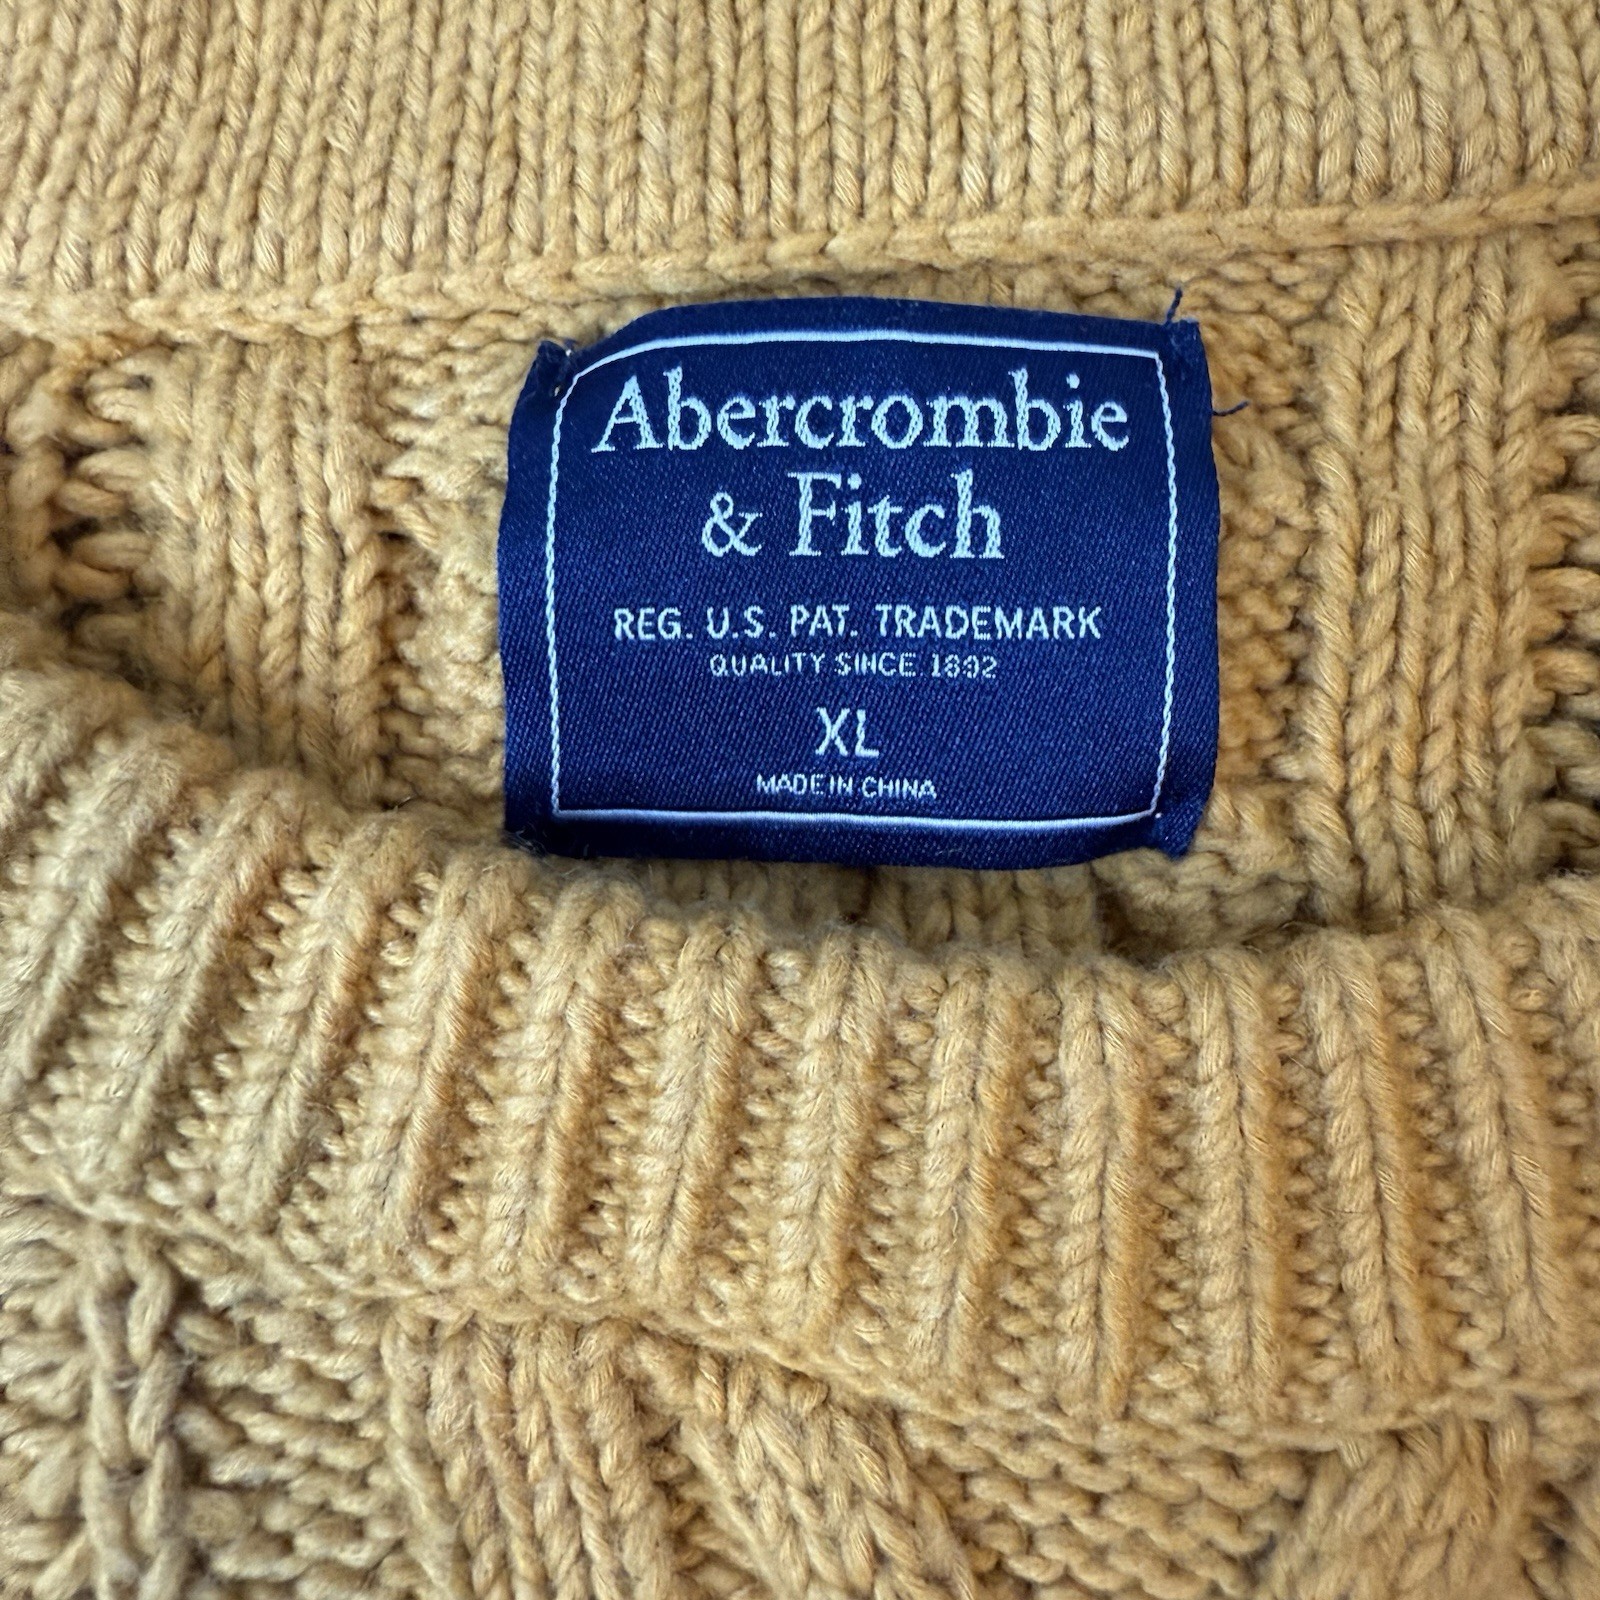 Abercrombie
& Fitch
REG. U.S. PAT. TRADEMARK
QUALITY SINCE 1892
XL
MADE IN CHINA